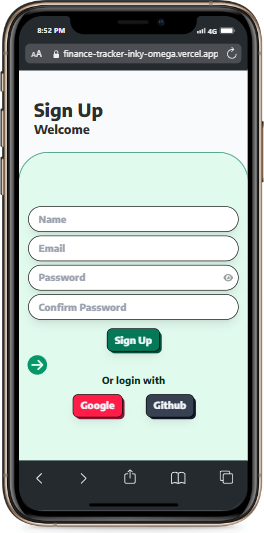 8:52 PM 4G
AA finance-tracker-inky-omega.vercel.app
Sign Up
Welcome
Name
Email
Password
Confirm Password
Sign Up
Or login with
Google
Github